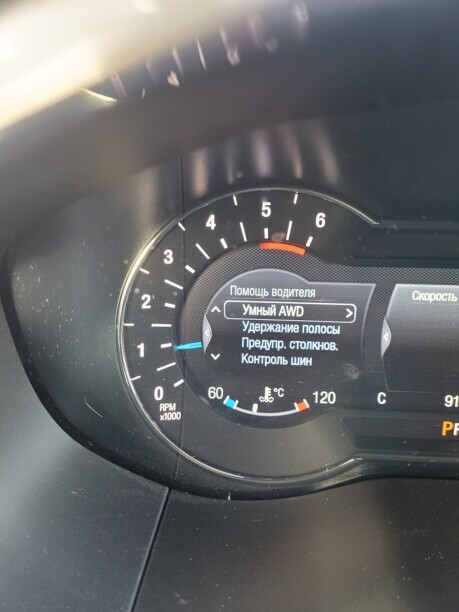 4
5
6
3
2
1
0
RPM
x1000
Помощь водителя
Умный AWD
Удержание полосы
Предупр. столкнов.
Контроль шин
60
°C
120
Скорость
C
91
P